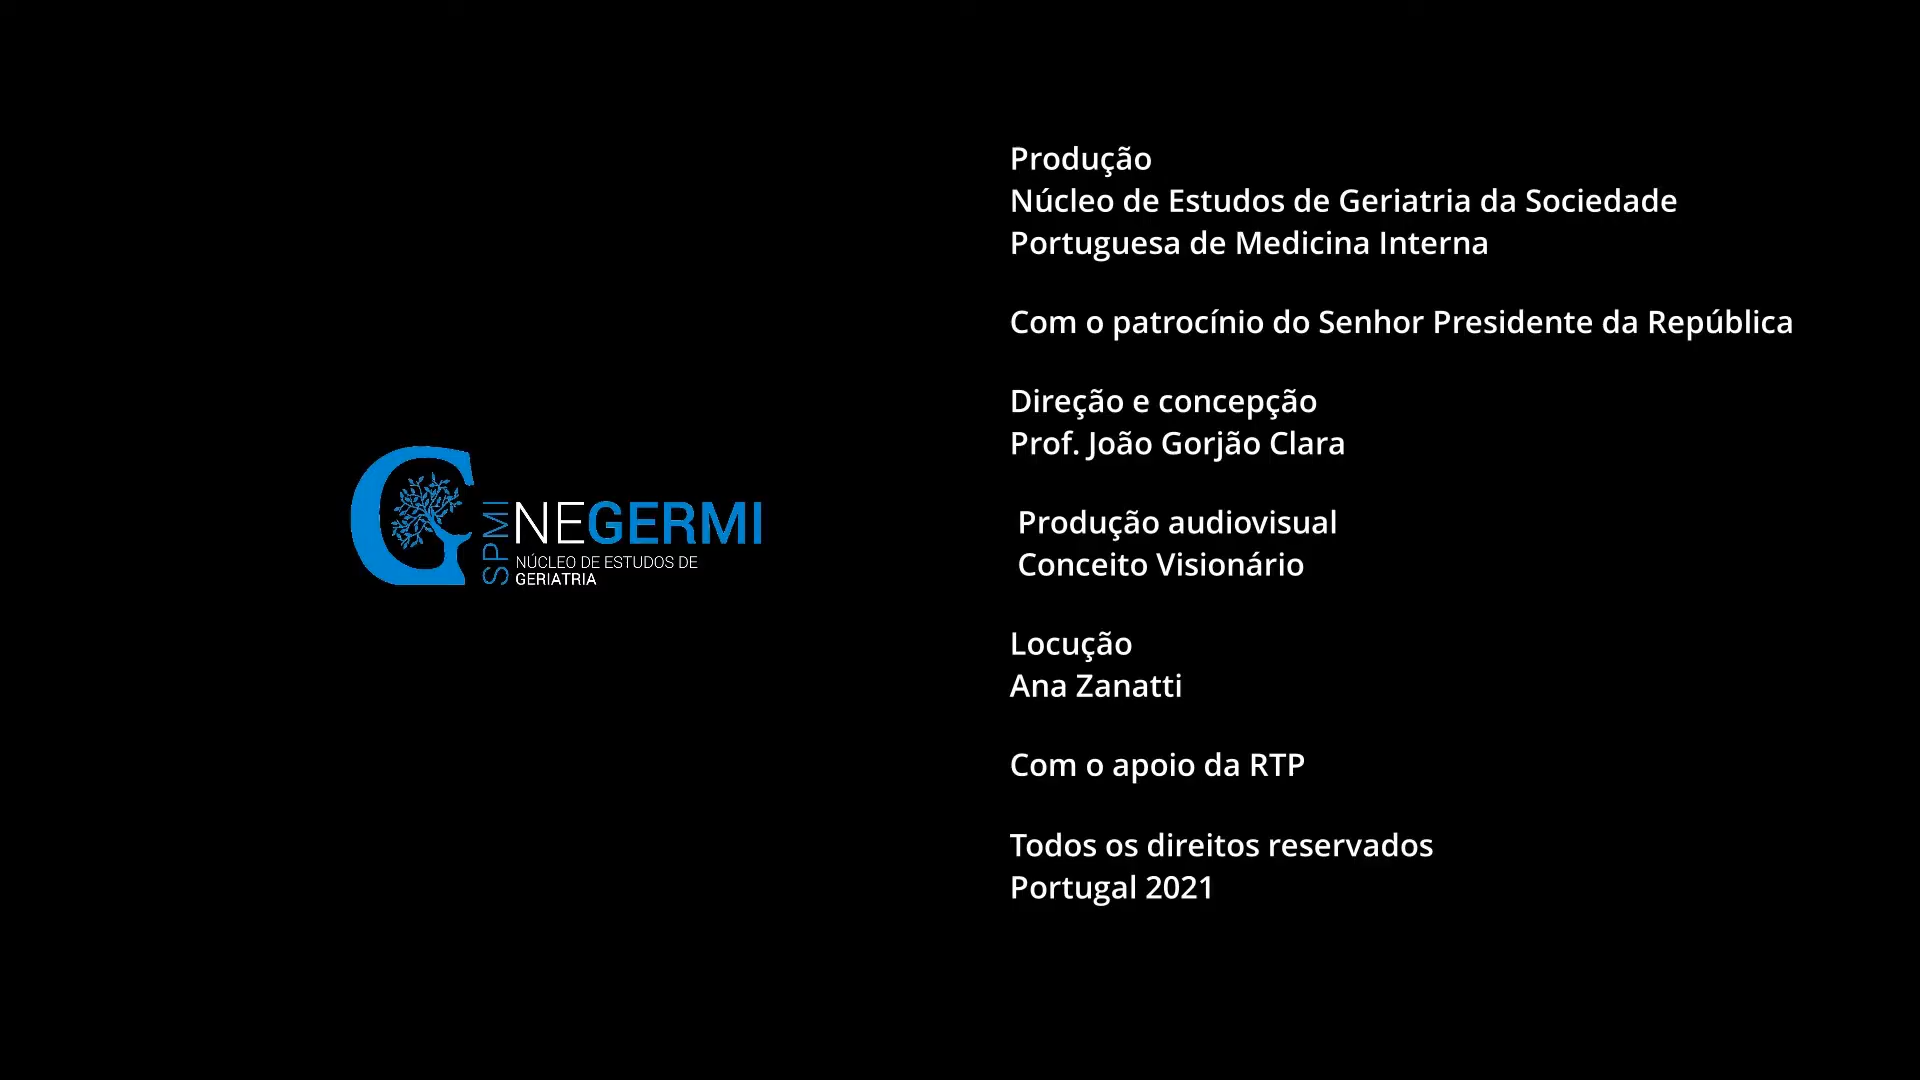 SPMI
NEGERMI
NÚCLEO DE ESTUDOS DE
GERIATRIA
Produção
Núcleo de Estudos de Geriatria da Sociedade
Portuguesa de Medicina Interna
Com o patrocínio do Senhor Presidente da República
Direção e concepção
Prof. João Gorjão Clara
Produção audiovisual
Conceito Visionário
Locução
Ana Zanatti
Com o apoio da RTP
Todos os direitos reservados
Portugal 2021